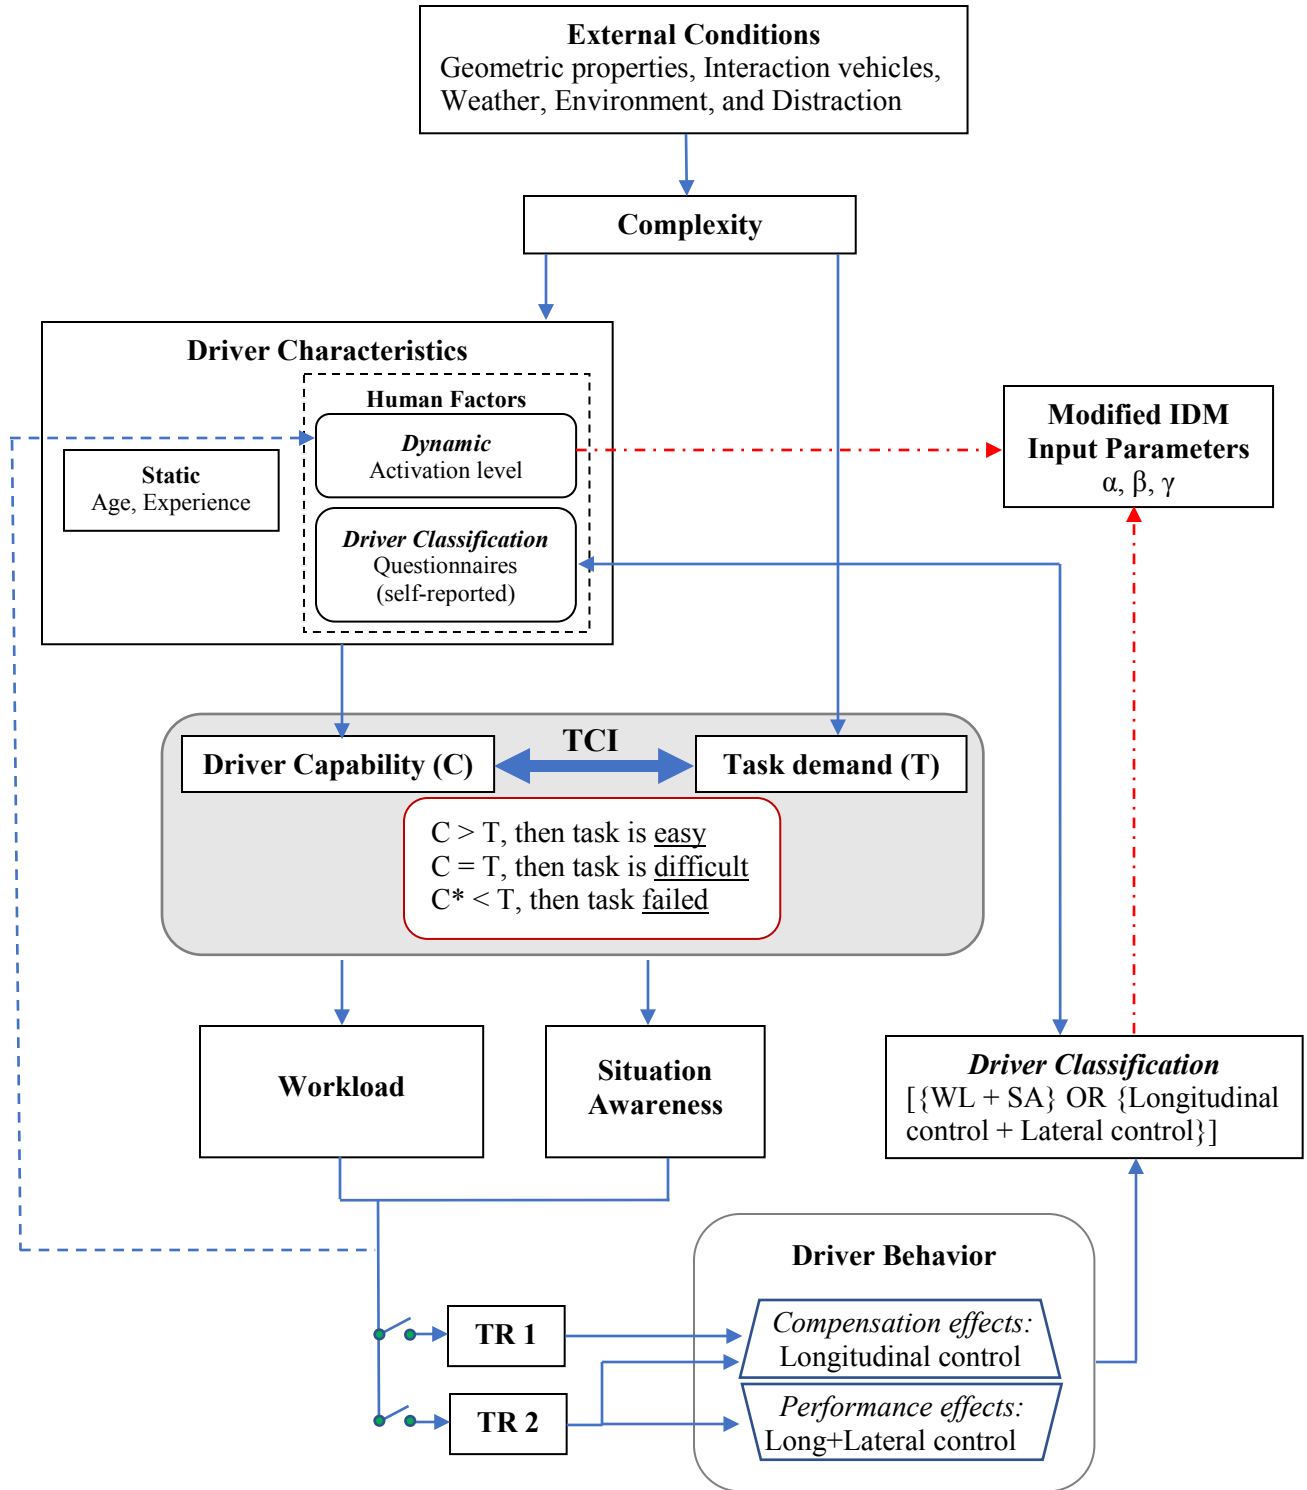 External Conditions
Geometric properties, Interaction vehicles,
Weather, Environment, and Distraction
Complexity
Driver Characteristics
Human Factors
Dynamic
Activation level
Static
Age, Experience
Driver Classification
Questionnaires
(self-reported)
Modified IDM
Input Parameters
α, β, γ
TCI
Driver Capability (C)
Task demand (T)
C > T, then task is easy
C = T, then task is difficult
C* < T, then task failed
Workload
Situation
Awareness
Driver Classification
[{WL + SA} OR {Longitudinal
control + Lateral control}]
Driver Behavior
TR 1
Compensation effects:
Longitudinal control
TR 2
Performance effects:
Long+Lateral control